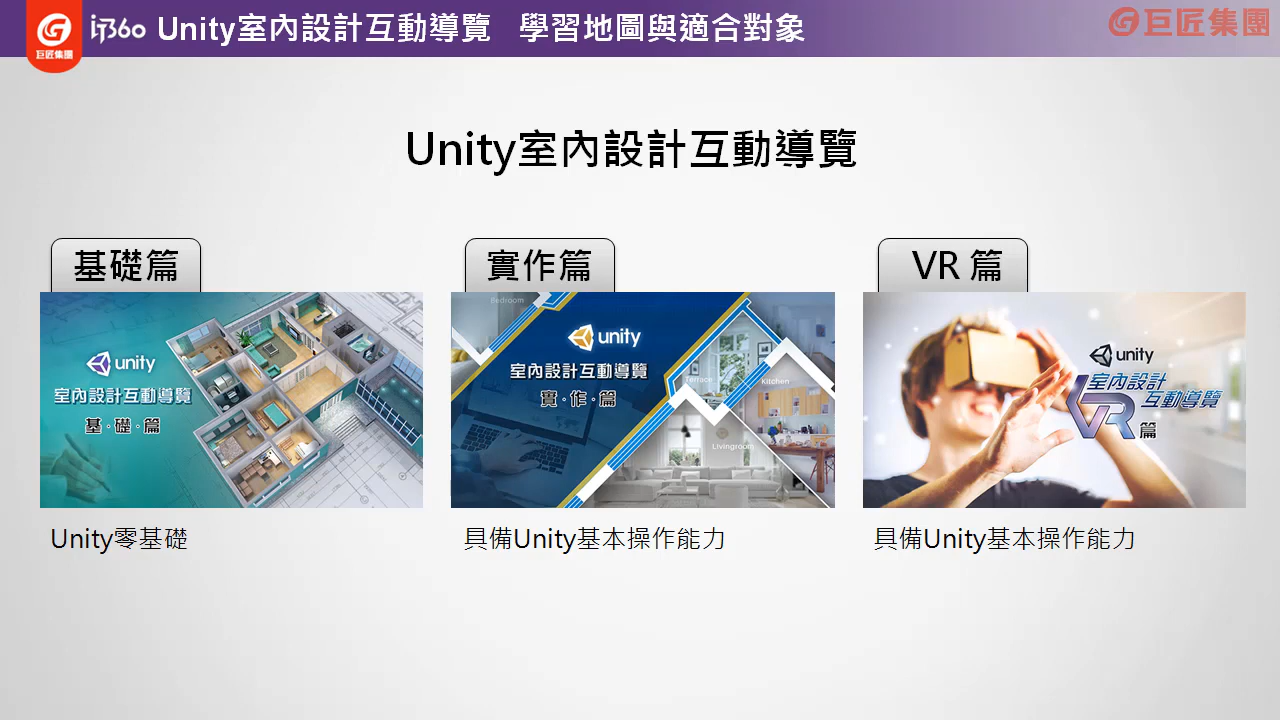 巨匠集團
iT360 Unity室內設計互動導覽 學習地圖與適合對象
巨匠集團
Unity室內設計互動導覽
基礎篇
實作篇
VR 篇
unity
室內設計互動導覽
基·礎·篇
Bedroom
unity
室內設計互動導覽
實·作·篇
Terrace
Kitchen
Livingroom
unity
室內設計
互動導覽
VR篇
Unity零基礎
具備Unity基本操作能力
具備Unity基本操作能力